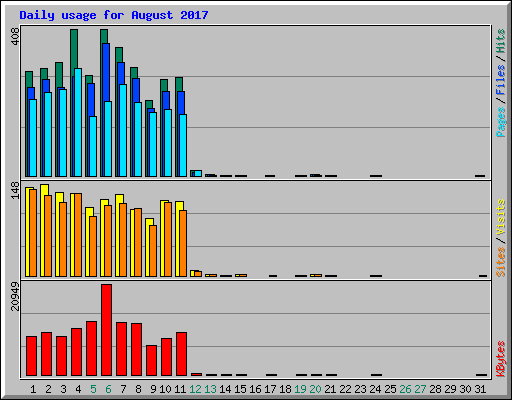 Daily usage for August 2017
408
Pages / Files / Hits
148
Sites / Visits
20949
KBytes
1 2 3 4 5 6 7 8 9 10 11 12 13 14 15 16 17 18 19 20 21 22 23 24 25 26 27 28 29 30 31